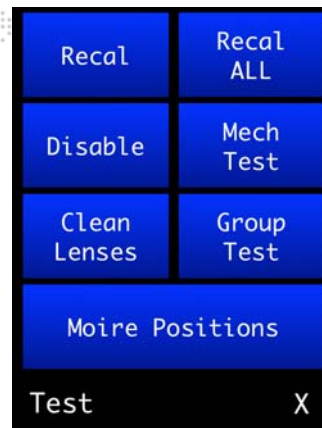 Recal
Recal
ALL
Disable
Mech
Test
Clean
Lenses
Group
Test
Moire Positions
Test X